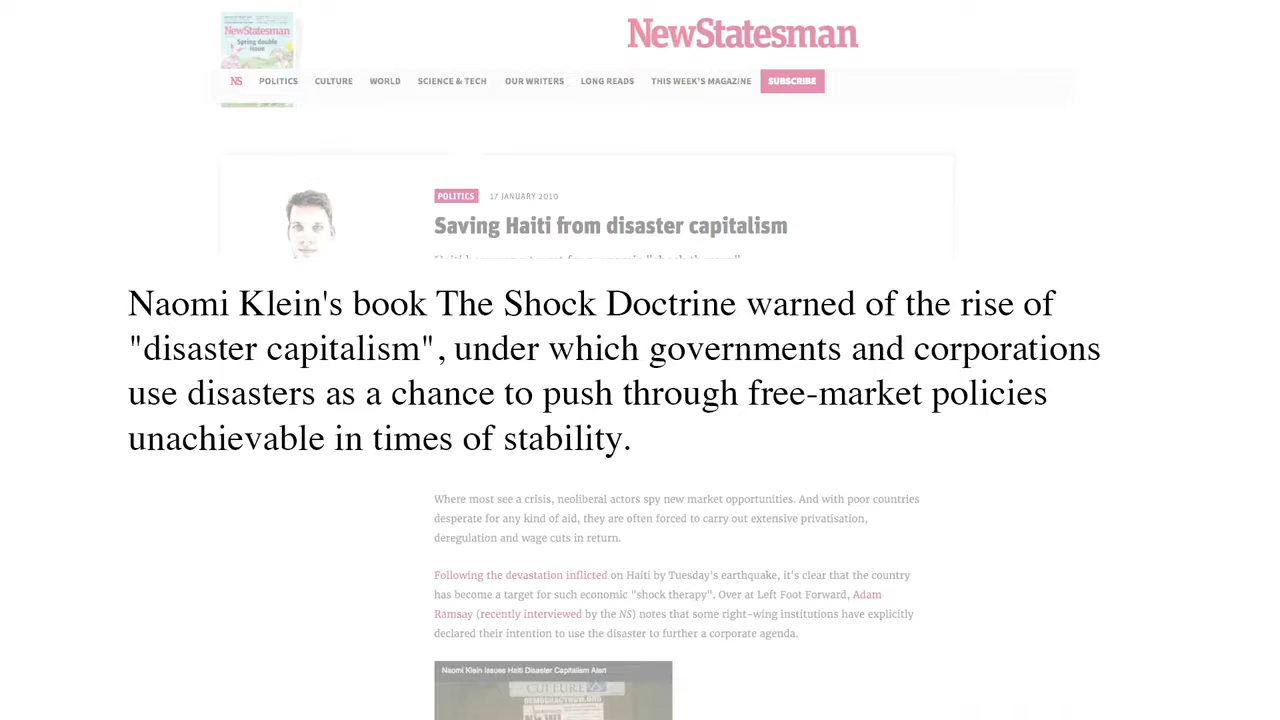 NewStatesman
Spring double
issue
NewStatesman
NS POLITICS CULTURE WORLD SCIENCE & TECH OUR WRITERS LONG READS THIS WEEK'S MAGAZINE SUBSCRIBE
POLITICS 17 JANUARY 2010
Saving Haiti from disaster capitalism
Naomi Klein's book The Shock Doctrine warned of the rise of
"disaster capitalism", under which governments and corporations
use disasters as a chance to push through free-market policies
unachievable in times of stability.
Where most see a crisis, neoliberal actors spy new market opportunities. And with poor countries
desperate for any kind of aid, they are often forced to carry out extensive privatisation,
deregulation and wage cuts in return.
Following the devastation inflicted on Haiti by Tuesday's earthquake, it's clear that the country
has become a target for such economic "shock therapy". Over at Left Foot Forward, Adam
Ramsay (recently interviewed by the NS) notes that some right-wing institutions have explicitly
declared their intention to use the disaster to further a corporate agenda.
Naomi Klein Issues Haiti Disaster Capitalism Alert
CULTURE
DEMOCRACYNOW.ORG